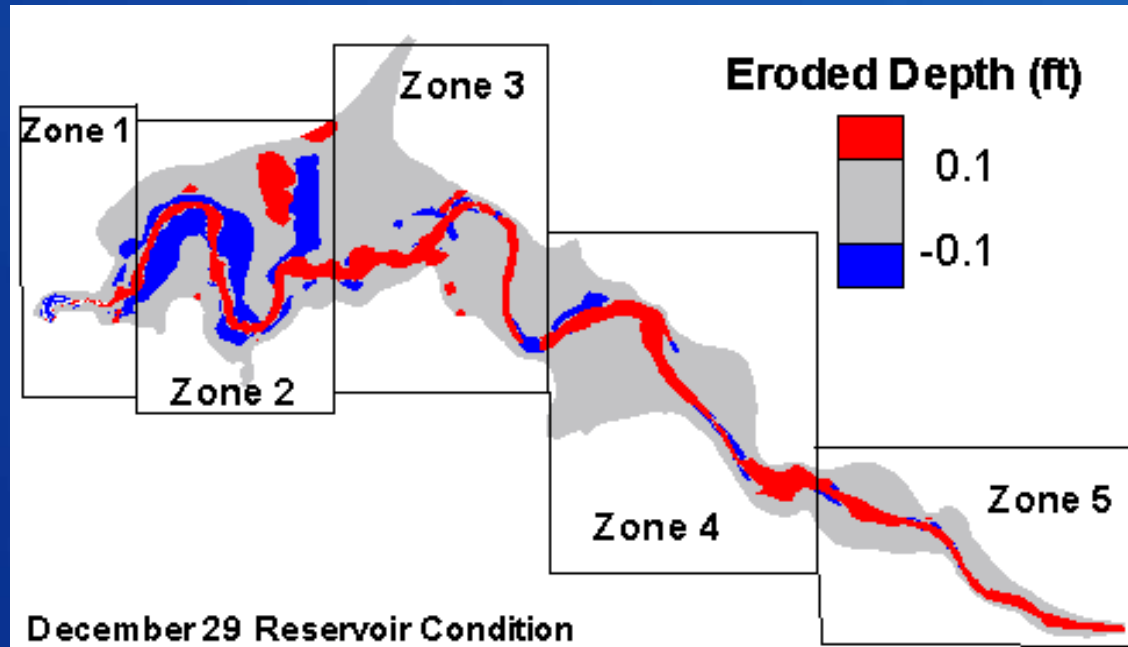 Zone 1
Zone 3
Eroded Depth (ft)
0.1
-0.1
Zone 2
Zone 4
Zone 5
December 29 Reservoir Condition